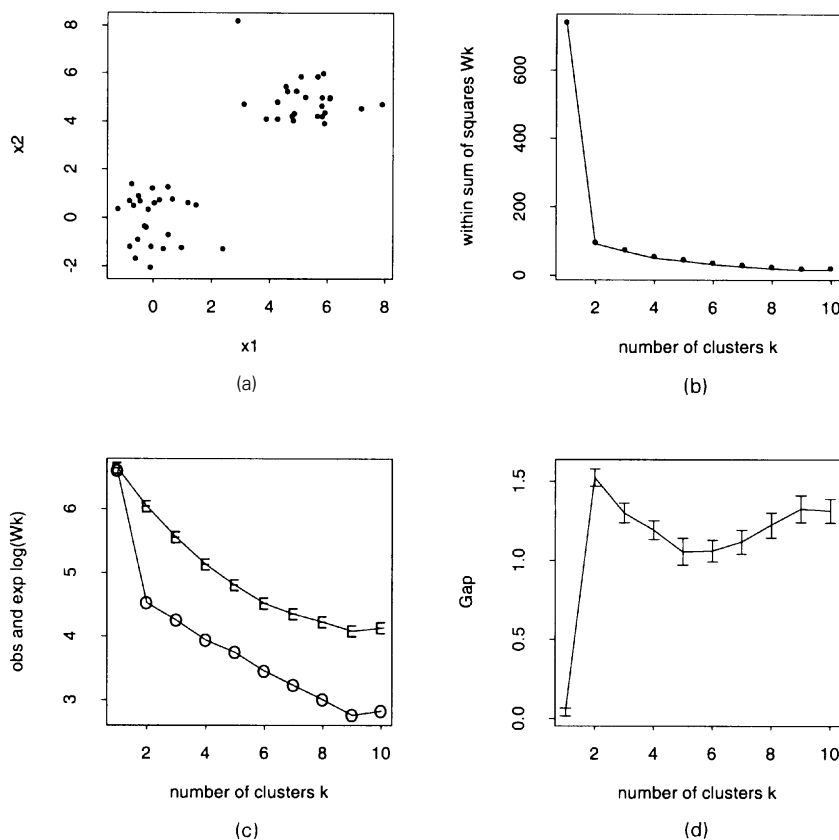 x2
8
6
4
2
0
-2
0 2 4 6 8
x1
(a)
within sum of squares Wk
600
400
200
0
2 4 6 8 10
number of clusters k
(b)
obs and exp log(Wk)
6
5
4
3
E E E E E E E E E E
O O O O O O O O O O
2 4 6 8 10
number of clusters k
(c)
Gap
1.5
1.0
0.5
0.0
2 4 6 8 10
number of clusters k
(d)